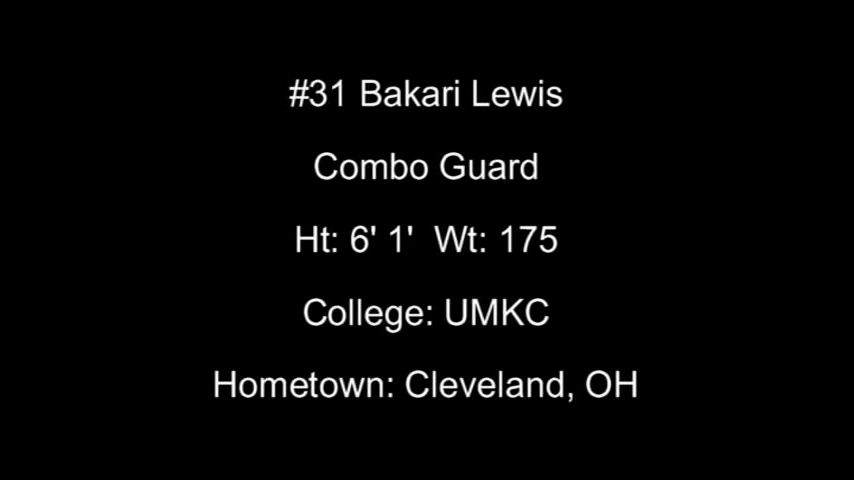 #31 Bakari Lewis
Combo Guard
Ht: 6' 1'  Wt: 175
College: UMKC
Hometown: Cleveland, OH